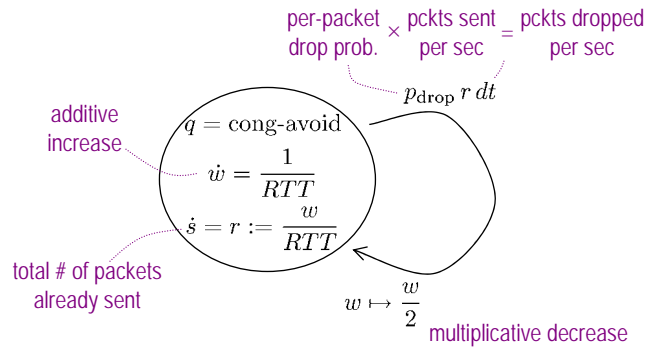 per-packet
drop prob.
×
pckts sent
per sec
=
pckts dropped
per sec
p_drop r dt
additive
increase
q = cong-avoid
ẇ = 1/RTT
ṡ = r := w/RTT
total # of packets
already sent
w ↦ w/2
multiplicative decrease